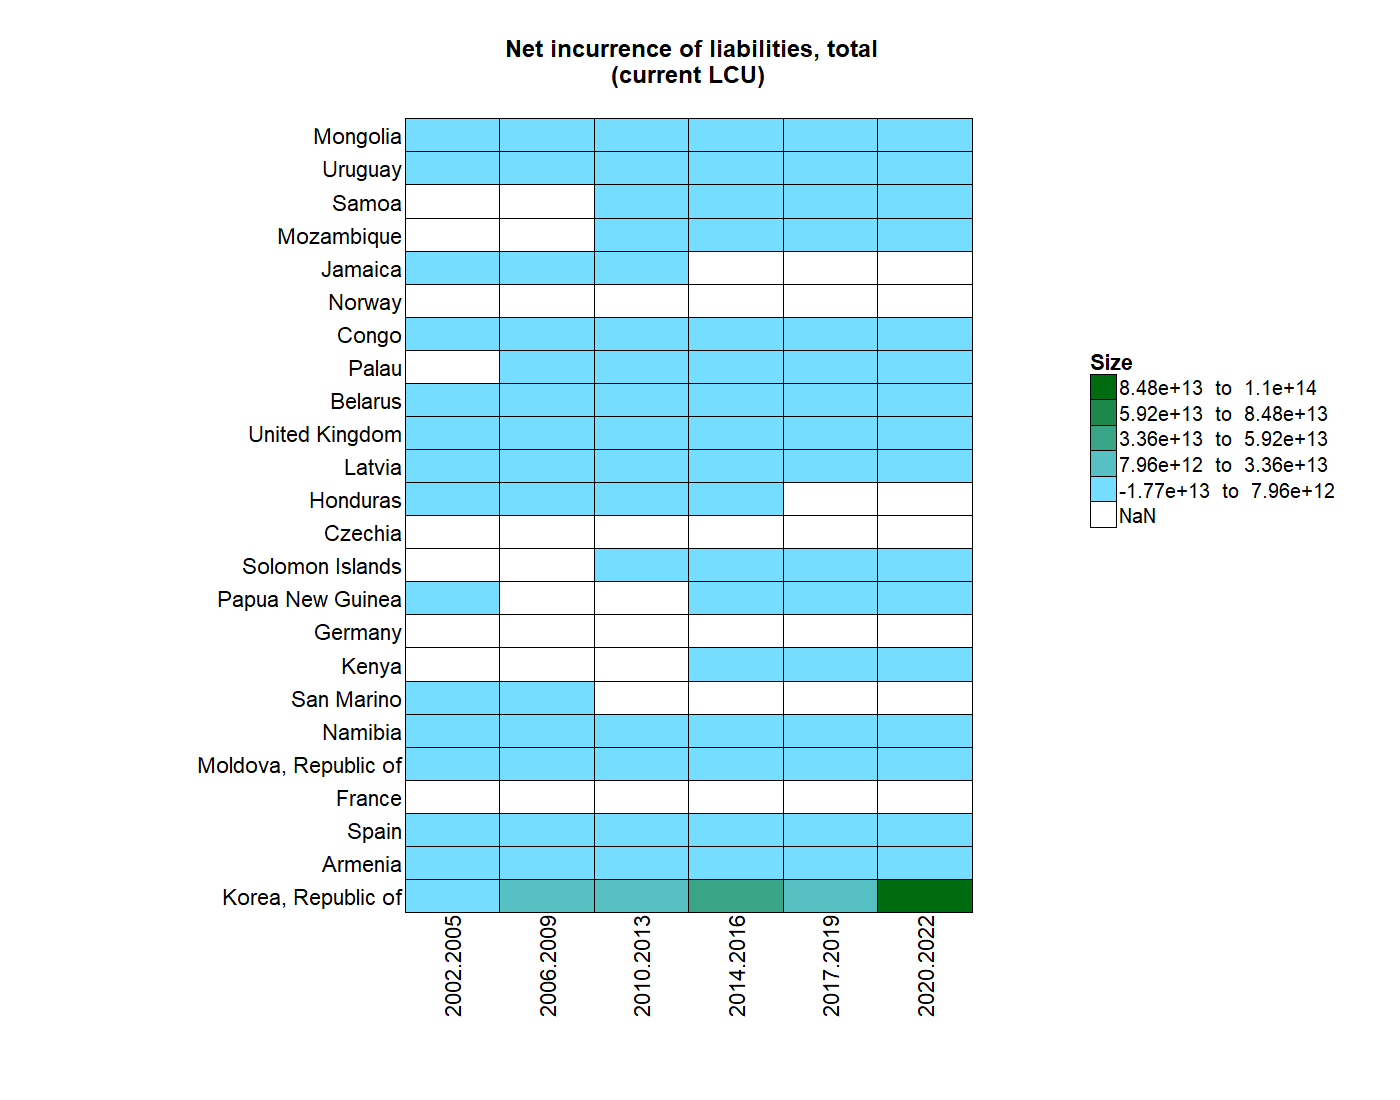 Net incurrence of liabilities, total
(current LCU)
Mongolia
Uruguay
Samoa
Mozambique
Jamaica
Norway
Congo
Palau
Belarus
United Kingdom
Latvia
Honduras
Czechia
Solomon Islands
Papua New Guinea
Germany
Kenya
San Marino
Namibia
Moldova, Republic of
France
Spain
Armenia
Korea, Republic of
2002.2005
2006.2009
2010.2013
2014.2016
2017.2019
2020.2022
Size
8.48e+13 to 1.1e+14
5.92e+13 to 8.48e+13
3.36e+13 to 5.92e+13
7.96e+12 to 3.36e+13
-1.77e+13 to 7.96e+12
NaN